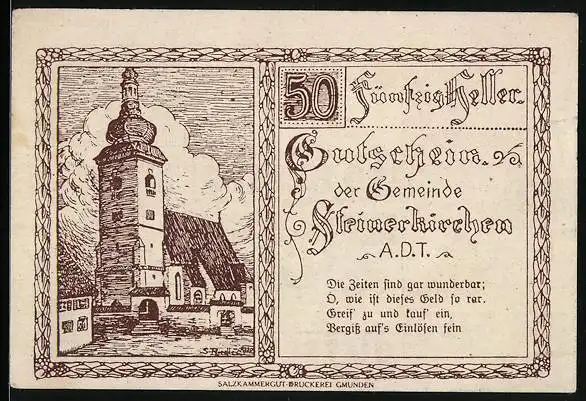 50 Fünfzig Heller.
Gutschein.
der Gemeinde
Steinerkirchen
A.D.T.
Die Zeiten sind gar wunderbar;
O, wie ist dieses Geld so rar.
Greif' zu und kauf' ein,
Vergiß auf's Einlösen fein
SALZKAMMERGUT-DRUCKEREI GMUNDEN